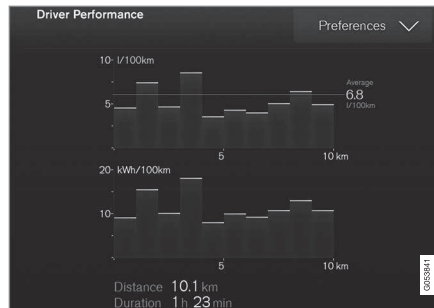 Driver Performance
Preferences
10 l/100km
Average
6.8
l/100km
5
5
10 km
20 kWh/100km
10
5
10 km
Distance 10.1 km
Duration 1 h 23 min
G053841